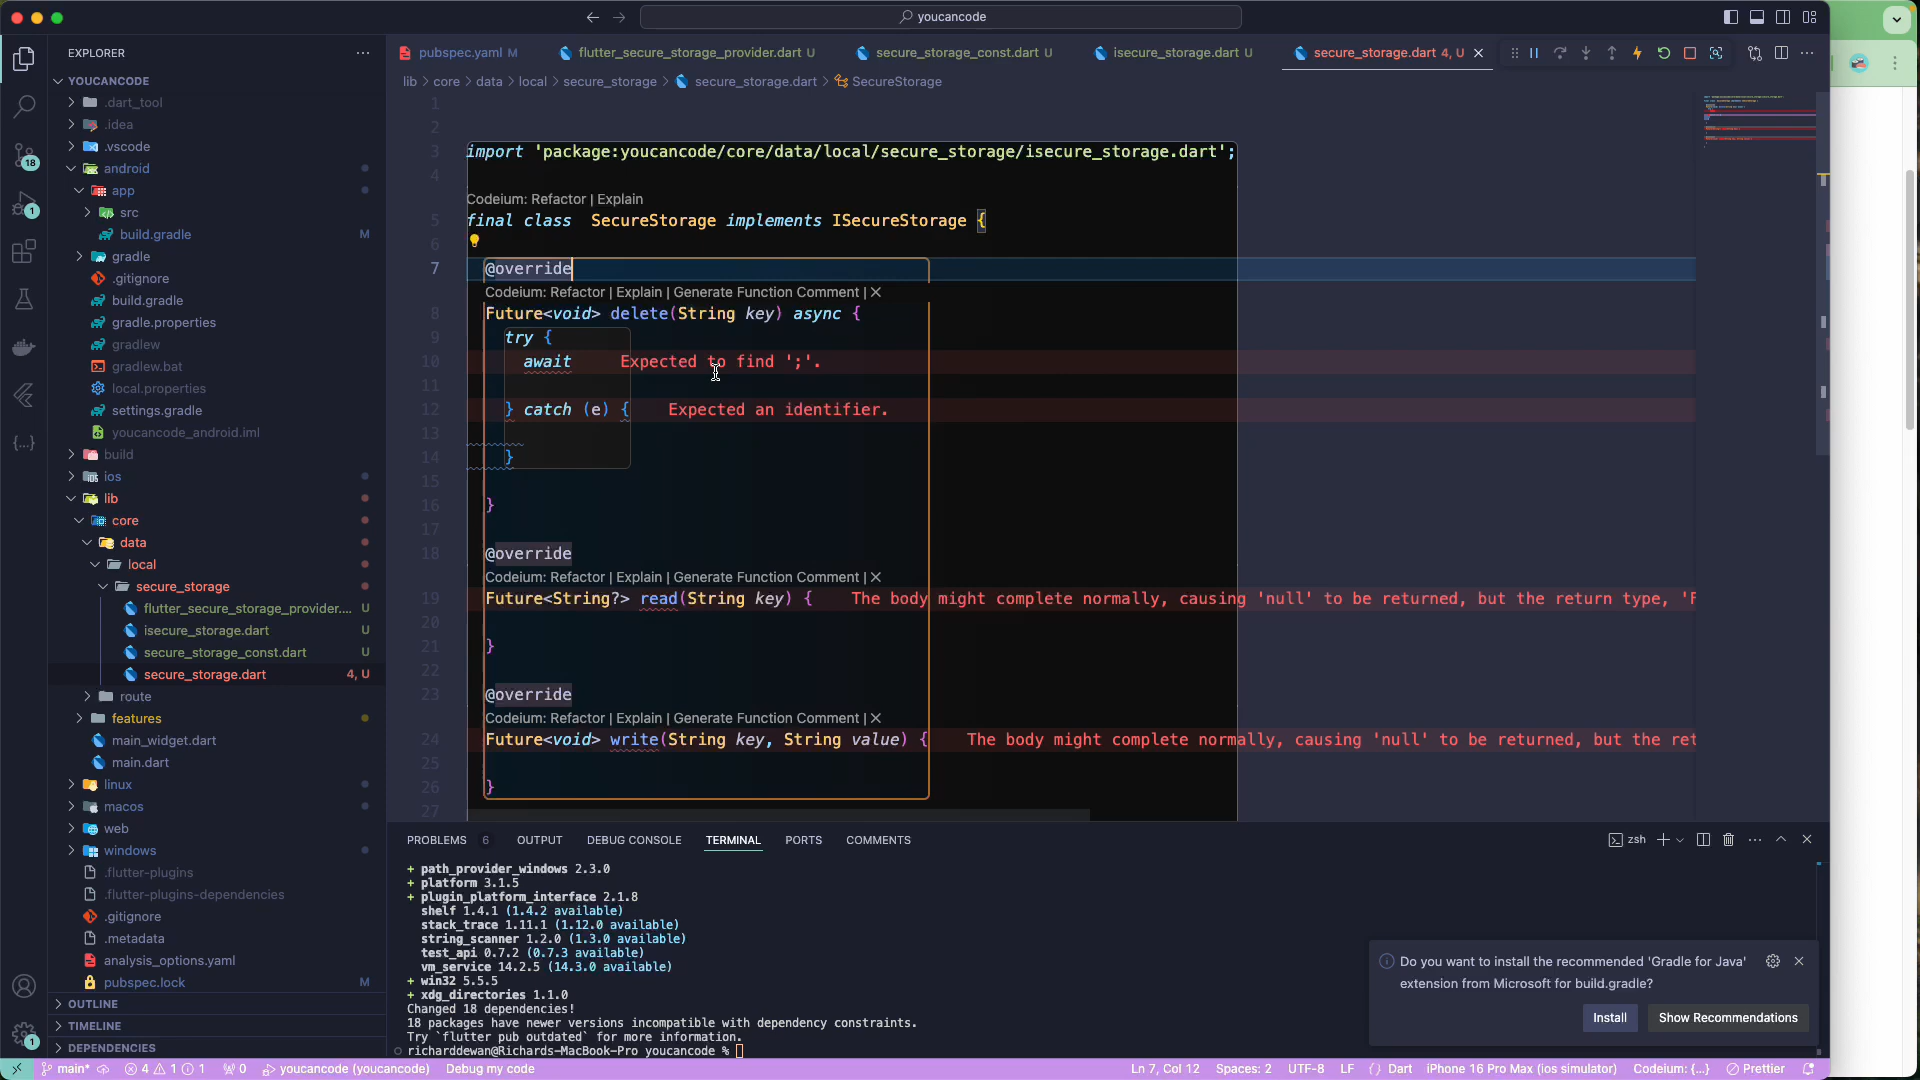 youcancode
EXPLORER
pubspec.yaml M
flutter_secure_storage_provider.dart U
secure_storage_const.dart U
isecure_storage.dart U
secure_storage.dart 4, U
lib > core > data > local > secure_storage > secure_storage.dart > SecureStorage
YOUCANCODE
.dart_tool
.idea
.vscode
android
app
src
build.gradle M
gradle
.gitignore
build.gradle
gradle.properties
gradlew
gradlew.bat
local.properties
settings.gradle
youcancode_android.iml
build
ios
lib
core
data
local
secure_storage
flutter_secure_storage_provider.... U
isecure_storage.dart U
secure_storage_const.dart U
secure_storage.dart 4, U
route
features
main_widget.dart
main.dart
linux
macos
web
windows
.flutter-plugins
.flutter-plugins-dependencies
.gitignore
.metadata
analysis_options.yaml
pubspec.lock M
OUTLINE
TIMELINE
DEPENDENCIES
18
1
1
1
2
3 import 'package:youcancode/core/data/local/secure_storage/isecure_storage.dart';
4
Codeium: Refactor | Explain
5 final class SecureStorage implements ISecureStorage {
6
7 @override
Codeium: Refactor | Explain | Generate Function Comment | X
8 Future<void> delete(String key) async {
9 try {
10 await Expected to find ';'.
11
12 } catch (e) { Expected an identifier.
13
14 }
15
16 }
17
18 @override
Codeium: Refactor | Explain | Generate Function Comment | X
19 Future<String?> read(String key) { The body might complete normally, causing 'null' to be returned, but the return type, 'F
20
21 }
22
23 @override
Codeium: Refactor | Explain | Generate Function Comment | X
24 Future<void> write(String key, String value) { The body might complete normally, causing 'null' to be returned, but the ret
25
26 }
27
PROBLEMS 6 OUTPUT DEBUG CONSOLE TERMINAL PORTS COMMENTS
zsh
+ path_provider_windows 2.3.0
+ platform 3.1.5
+ plugin_platform_interface 2.1.8
shelf 1.4.1 (1.4.2 available)
stack_trace 1.11.1 (1.12.0 available)
string_scanner 1.2.0 (1.3.0 available)
test_api 0.7.2 (0.7.3 available)
vm_service 14.2.5 (14.3.0 available)
+ win32 5.5.5
+ xdg_directories 1.1.0
Changed 18 dependencies!
18 packages have newer versions incompatible with dependency constraints.
Try `flutter pub outdated` for more information.
richarddewan@Richards-MacBook-Pro youcancode %
Do you want to install the recommended 'Gradle for Java'
extension from Microsoft for build.gradle?
Install
Show Recommendations
main* 4 1 1 0 youcancode (youcancode) Debug my code
Ln 7, Col 12 Spaces: 2 UTF-8 LF {} Dart iPhone 16 Pro Max (ios simulator) Codeium: {...} Prettier